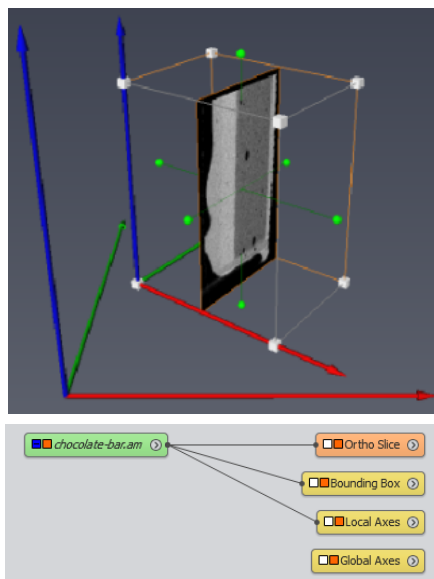 chocolate-bar.am
Ortho Slice
Bounding Box
Local Axes
Global Axes